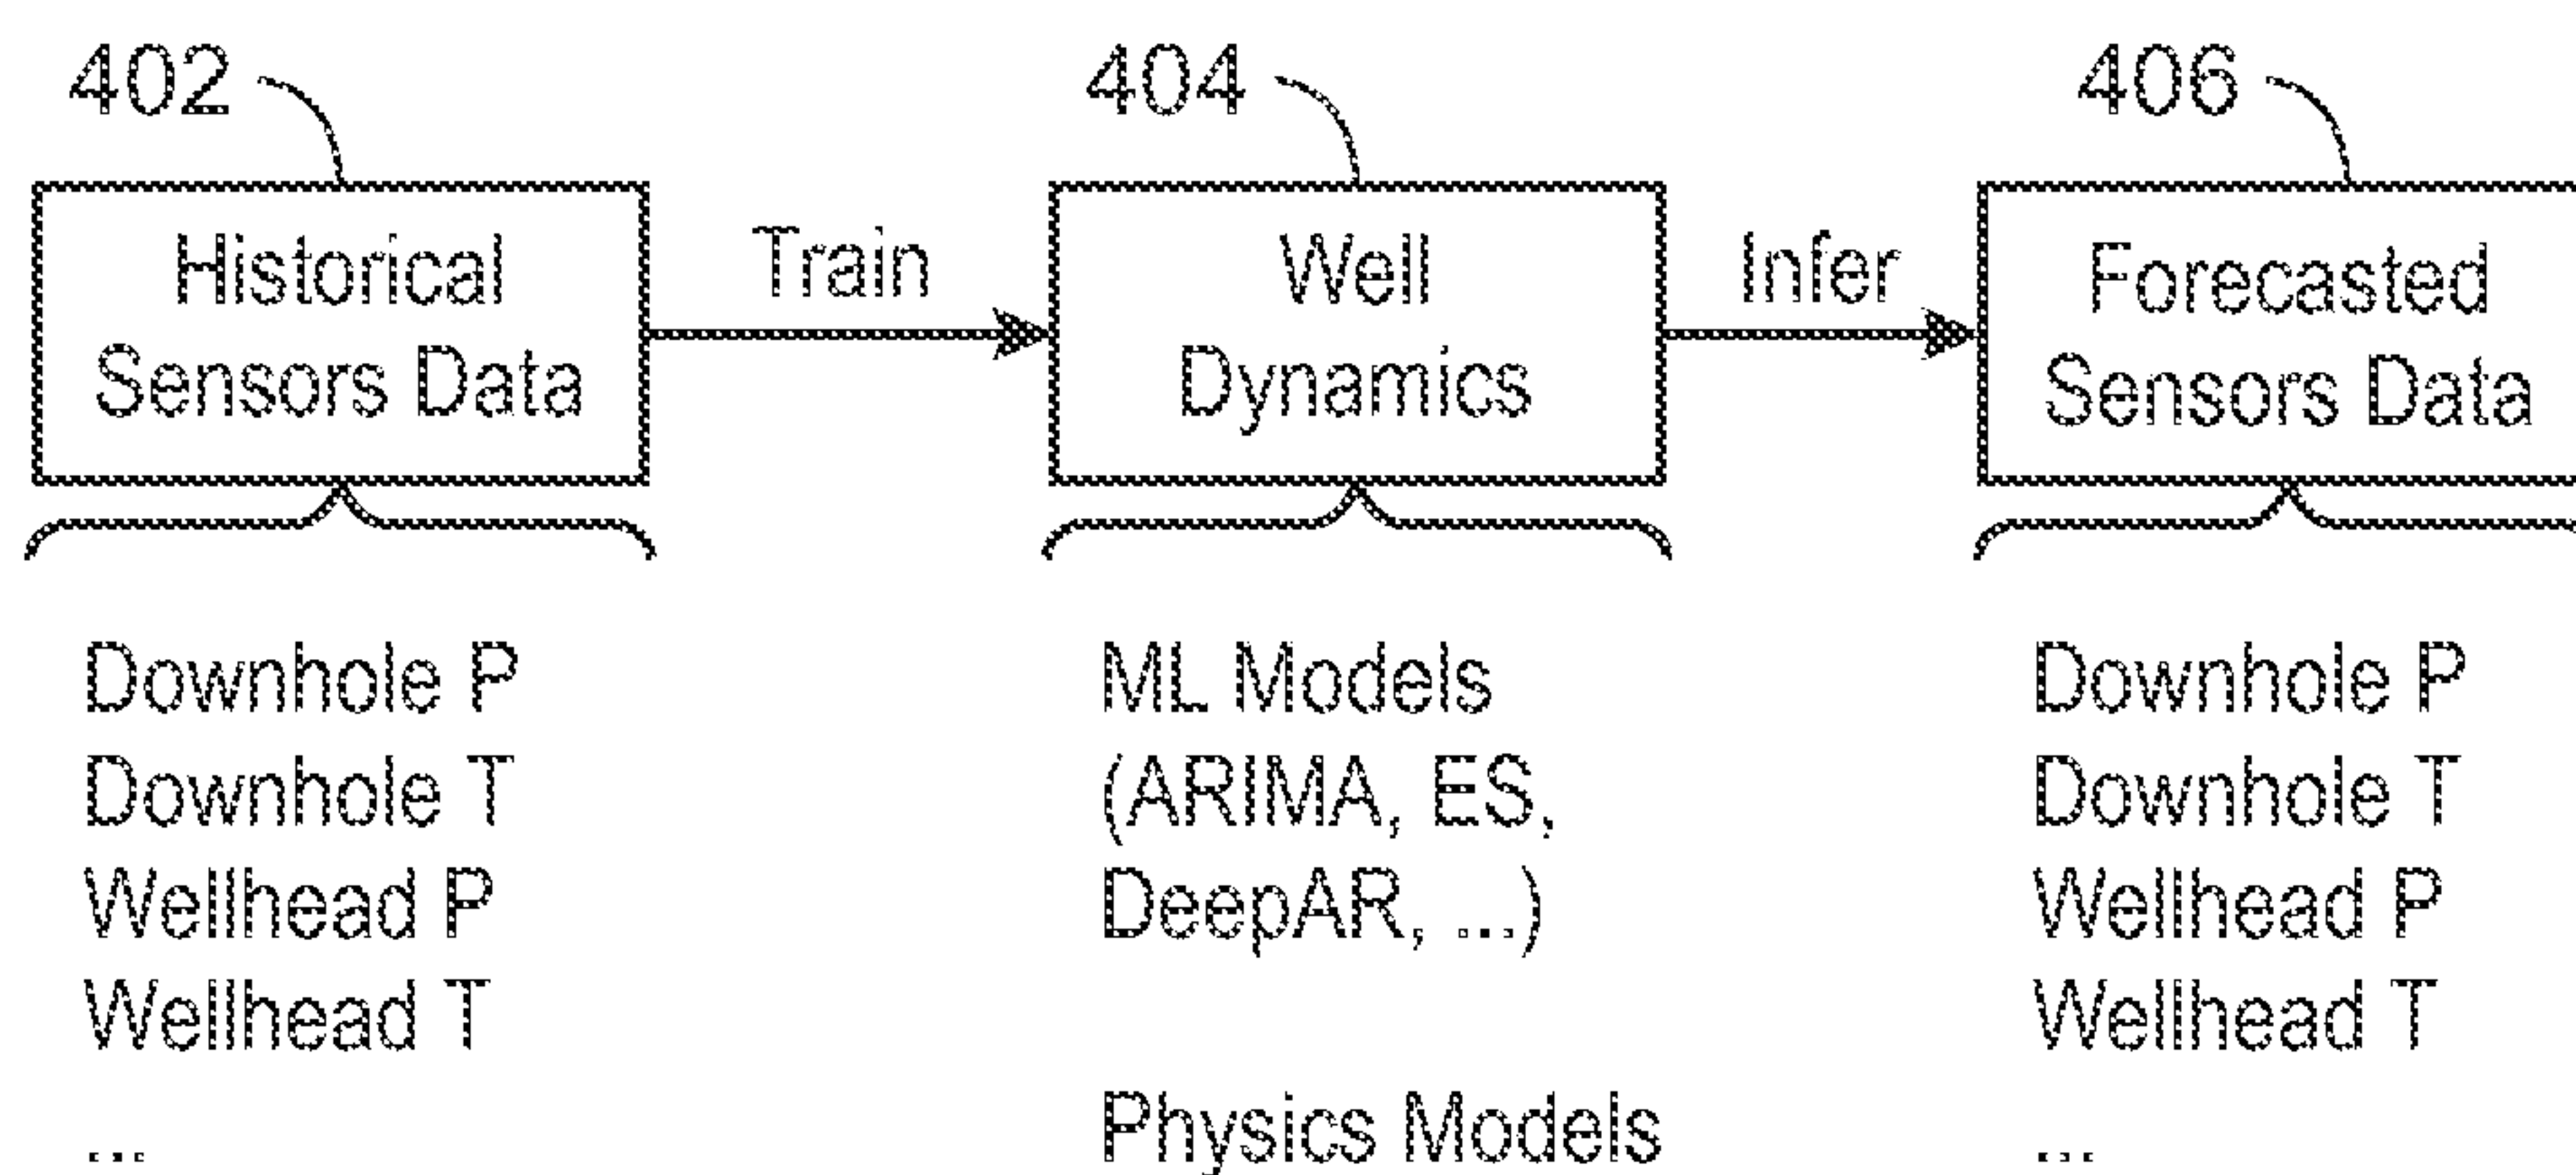 402
404
406
Historical
Sensors Data
Train
Well
Dynamics
Infer
Forecasted
Sensors Data
Downhole P
Downhole T
Wellhead P
Wellhead T
...
ML Models
(ARIMA, ES,
DeepAR, ...)
Physics Models
Downhole P
Downhole T
Wellhead P
Wellhead T
...